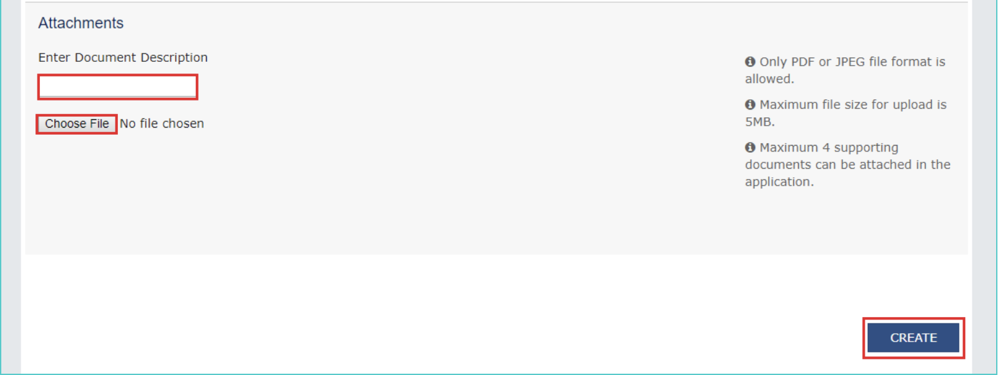 Attachments
Enter Document Description
Choose File No file chosen
Only PDF or JPEG file format is
allowed.
Maximum file size for upload is
5MB.
Maximum 4 supporting
documents can be attached in the
application.
CREATE